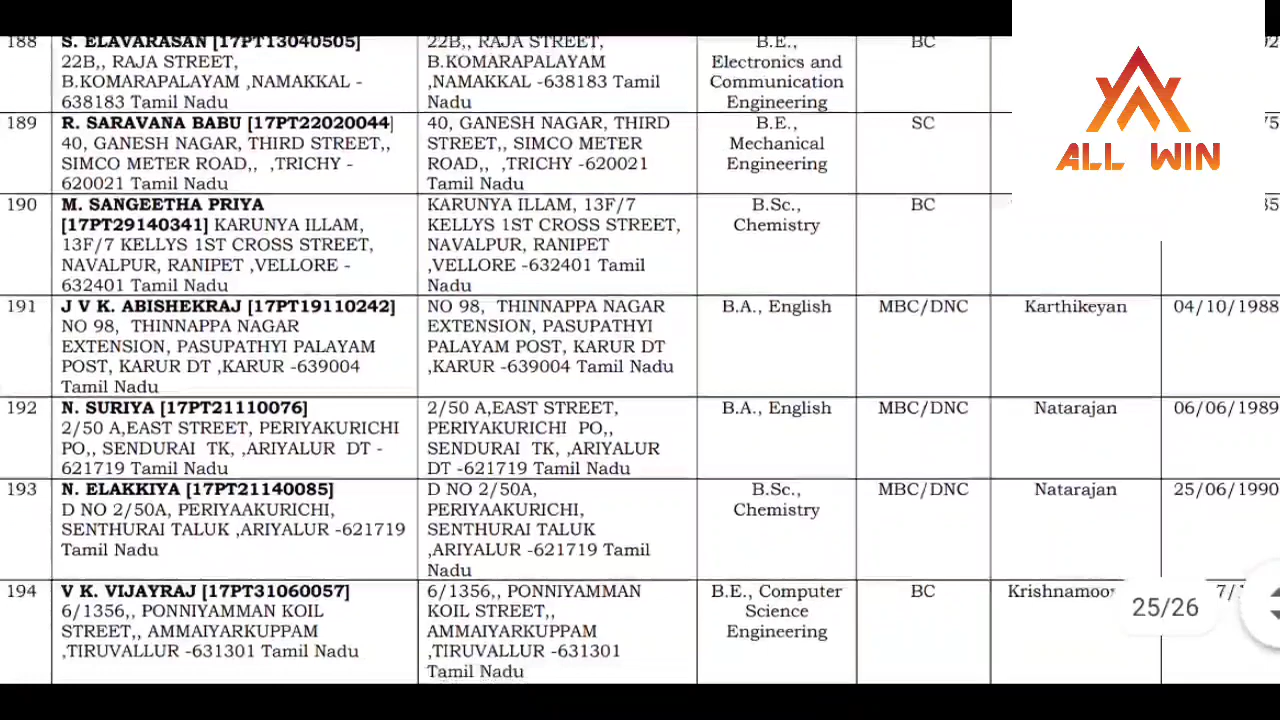 188 S. ELAVARASAN [17PT13040505] 22B,, RAJA STREET, B.E., BC
22B,, RAJA STREET, B.KOMARAPALAYAM Electronics and
B.KOMARAPALAYAM ,NAMAKKAL - ,NAMAKKAL -638183 Tamil Communication
638183 Tamil Nadu Nadu Engineering
189 R. SARAVANA BABU [17PT22020044] 40, GANESH NAGAR, THIRD B.E., SC 75
40, GANESH NAGAR, THIRD STREET,, STREET,, SIMCO METER Mechanical
SIMCO METER ROAD,, ,TRICHY - ROAD,, ,TRICHY -620021 Engineering
620021 Tamil Nadu Tamil Nadu
190 M. SANGEETHA PRIYA KARUNYA ILLAM, 13F/7 B.Sc., BC
[17PT29140341] KARUNYA ILLAM, KELLYS 1ST CROSS STREET, Chemistry
13F/7 KELLYS 1ST CROSS STREET, NAVALPUR, RANIPET
NAVALPUR, RANIPET ,VELLORE - ,VELLORE -632401 Tamil
632401 Tamil Nadu Nadu
191 J V K. ABISHEKRAJ [17PT19110242] NO 98, THINNAPPA NAGAR B.A., English MBC/DNC Karthikeyan 04/10/1988
NO 98, THINNAPPA NAGAR EXTENSION, PASUPATHYI
EXTENSION, PASUPATHYI PALAYAM PALAYAM POST, KARUR DT
POST, KARUR DT ,KARUR -639004 ,KARUR -639004 Tamil Nadu
Tamil Nadu
192 N. SURIYA [17PT21110076] 2/50 A,EAST STREET, B.A., English MBC/DNC Natarajan 06/06/1989
2/50 A,EAST STREET, PERIYAKURICHI PERIYAKURICHI PO,,
PO,, SENDURAI TK, ,ARIYALUR DT - SENDURAI TK, ,ARIYALUR
621719 Tamil Nadu DT -621719 Tamil Nadu
193 N. ELAKKIYA [17PT21140085] D NO 2/50A, B.Sc., MBC/DNC Natarajan 25/06/1990
D NO 2/50A, PERIYAAKURICHI, PERIYAAKURICHI, Chemistry
SENTHURAI TALUK ,ARIYALUR -621719 SENTHURAI TALUK
Tamil Nadu ,ARIYALUR -621719 Tamil
Nadu
194 V K. VIJAYRAJ [17PT31060057] 6/1356,, PONNIYAMMAN B.E., Computer BC
6/1356,, PONNIYAMMAN KOIL KOIL STREET,, Science
STREET,, AMMAIYARKUPPAM AMMAIYARKUPPAM Engineering
,TIRUVALLUR -631301 Tamil Nadu ,TIRUVALLUR -631301
Tamil Nadu
25/26
ALL WIN